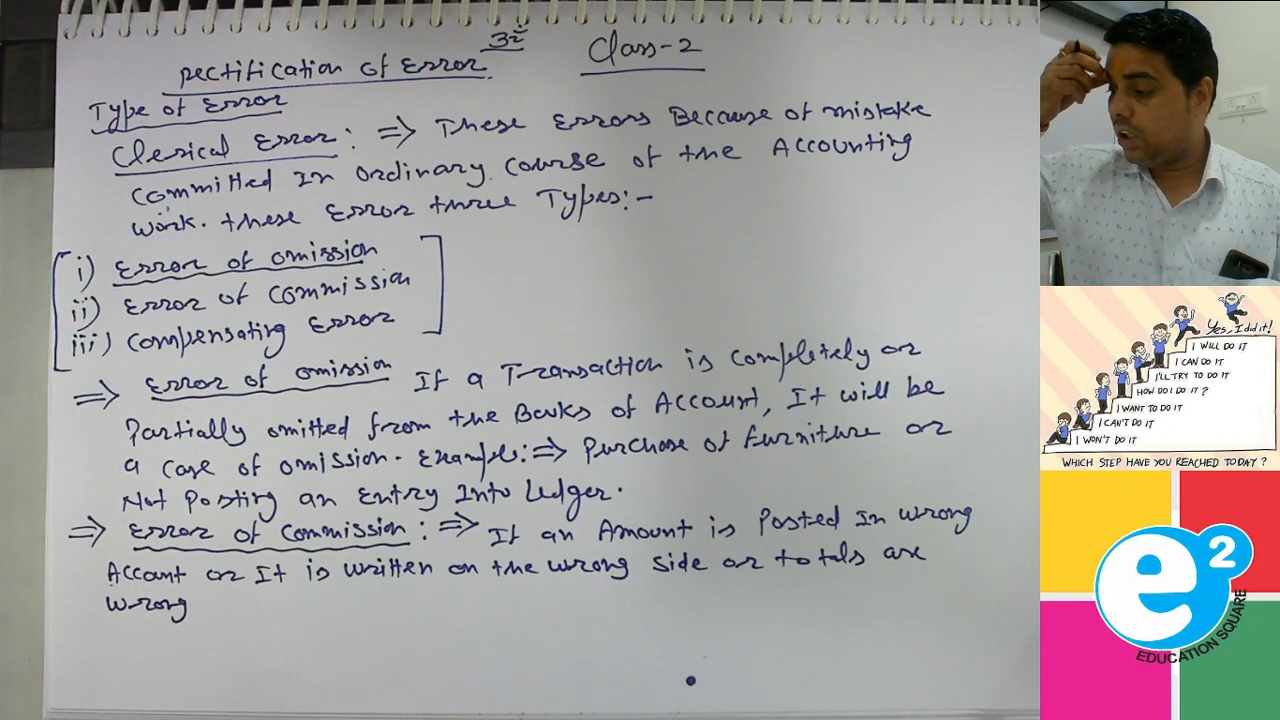 Rectification of Error
Class-2
Type of Error
Clerical Error : ⇒ These Errors Because of mistake
committed In ordinary course of the Accounting
work. these Error three Types:-
i) Error of omission
ii) Error of commission
iii) compensating Error
⇒ Error of omission If a Transaction is completely or
Partially omitted from the Books of Account, It will be
a case of omission. Example:⇒ Purchase of furniture or
Not Posting an Entry Into Ledger.
⇒ Error of Commission : ⇒ If an Amount is Posted In wrong
Account or It is written on the wrong side or totals are
wrong
Yes, I did it!
I WILL DO IT
I CAN DO IT
I'LL TRY TO DO IT
HOW DO I DO IT?
I WANT TO DO IT
I CAN'T DO IT
I WON'T DO IT
WHICH STEP HAVE YOU REACHED TODAY?
e2
EDUCATION SQUARE